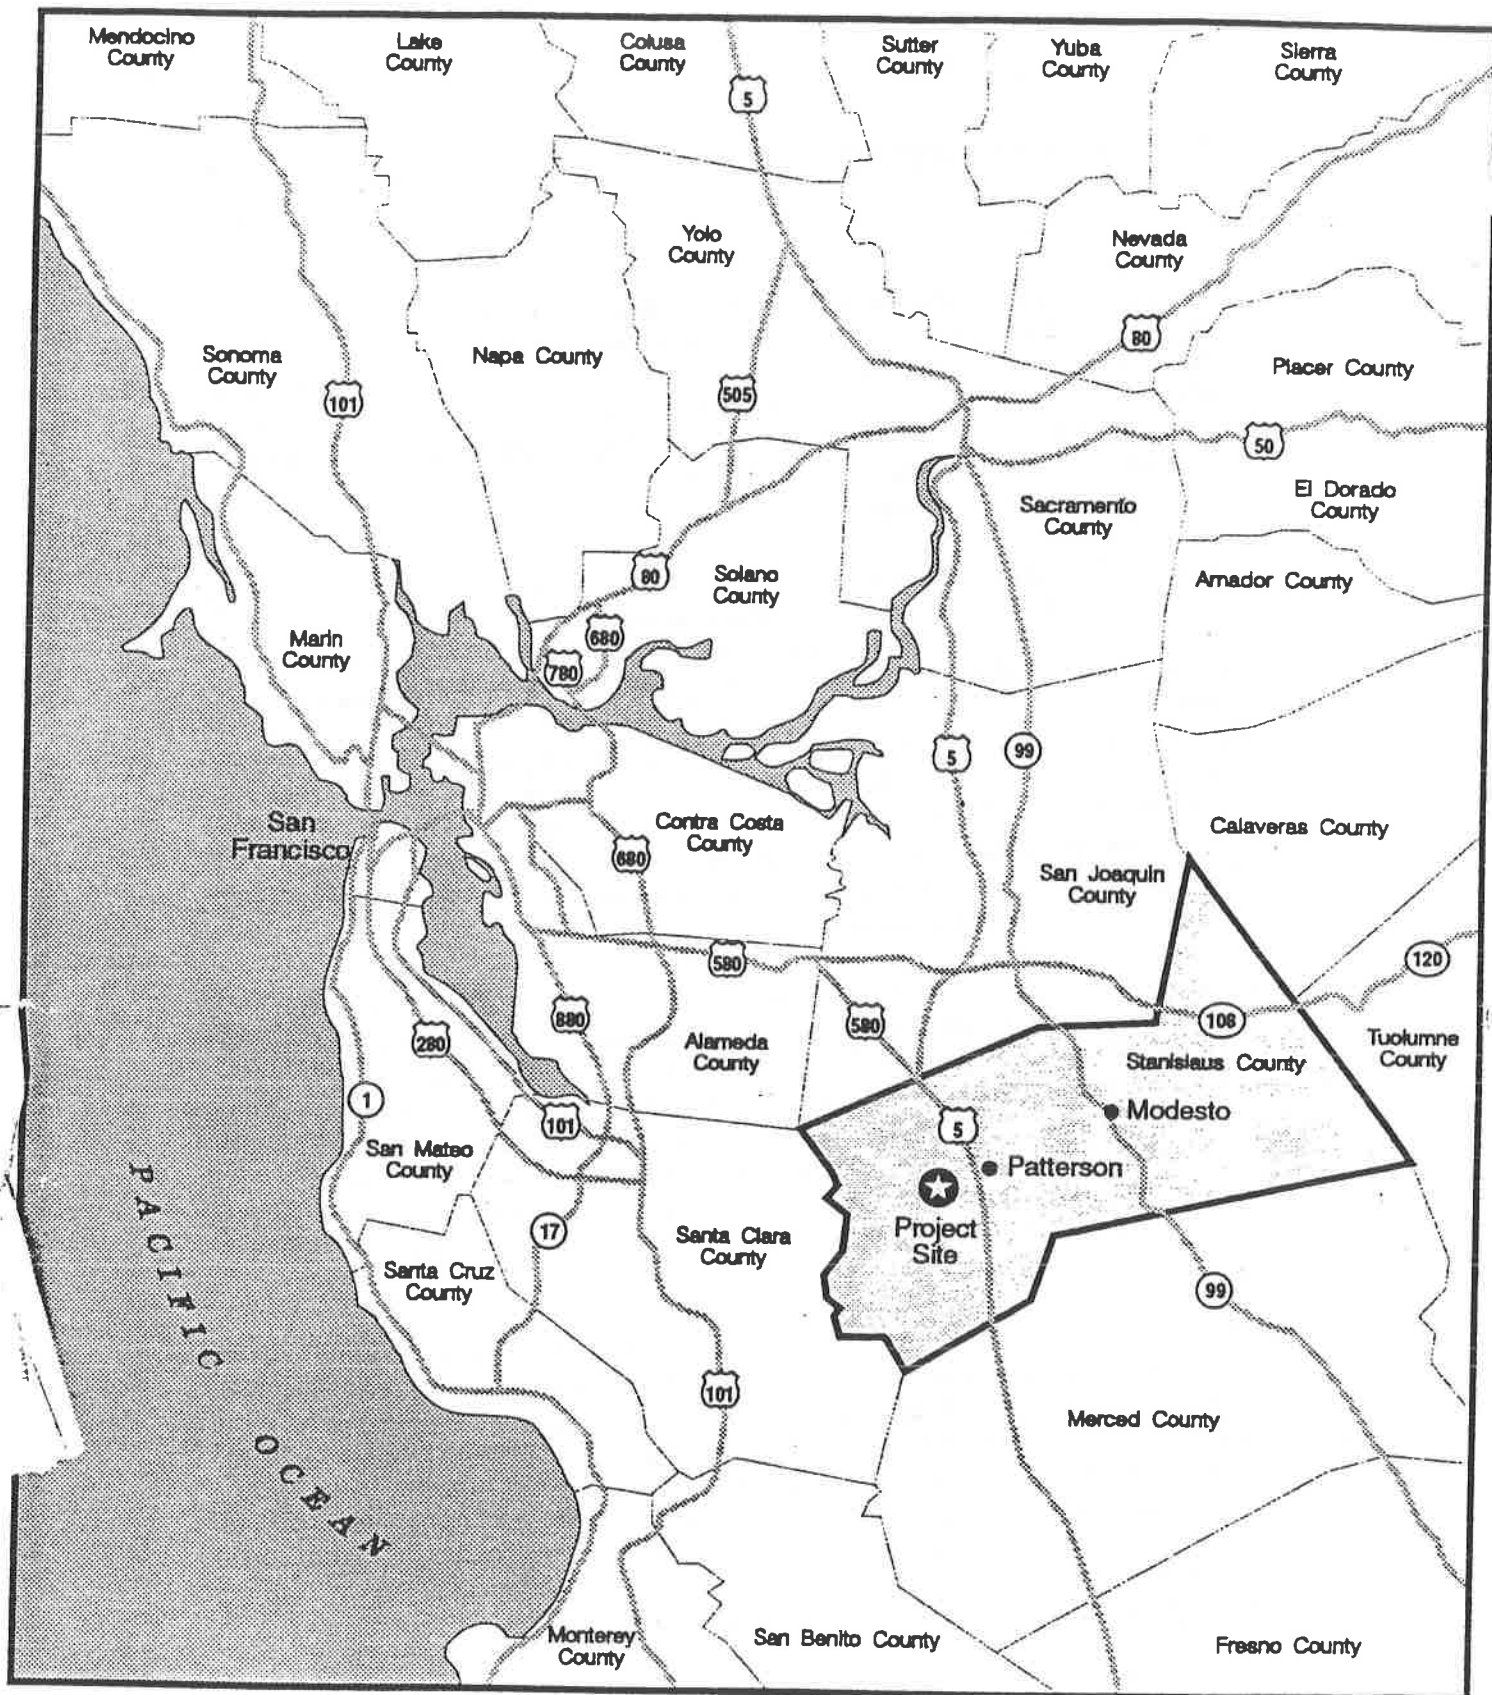 Mendocino
County
Lake
County
Colusa
County
Sutter
County
Yuba
County
Sierra
County
5
Yolo
County
Nevada
County
80
Sonoma
County
Napa County
Placer County
101
505
50
El Dorado
County
Sacramento
County
80
Solano
County
Amador County
680
Marin
County
780
5
99
San
Francisco
Contra Costa
County
Calaveras County
680
San Joaquin
County
580
120
880
580
108
280
Alameda
County
Stanislaus County
Tuolumne
County
1
101
5
Modesto
San Mateo
County
Patterson
PACIFIC
OCEAN
17
Santa Clara
County
Project
Site
Santa Cruz
County
99
101
Merced County
Monterey
County
San Benito County
Fresno County